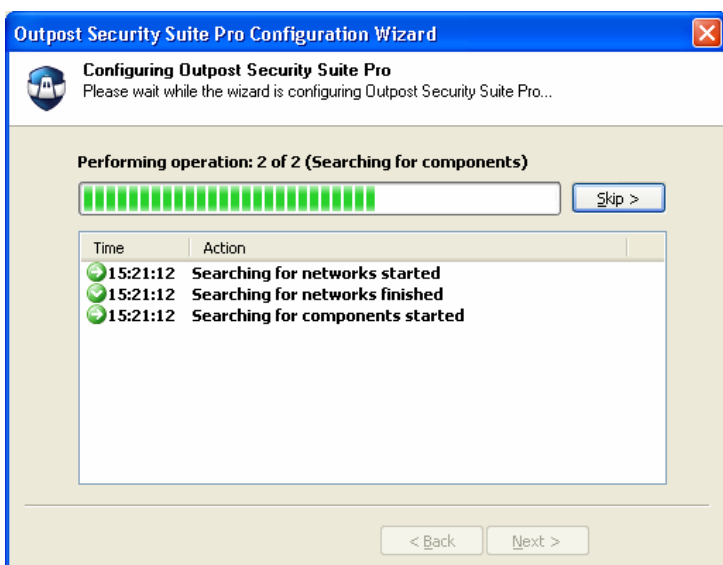 Outpost Security Suite Pro Configuration Wizard
Configuring Outpost Security Suite Pro
Please wait while the wizard is configuring Outpost Security Suite Pro...
Performing operation: 2 of 2 (Searching for components)
Skip >
Time Action
15:21:12 Searching for networks started
15:21:12 Searching for networks finished
15:21:12 Searching for components started
< Back Next >